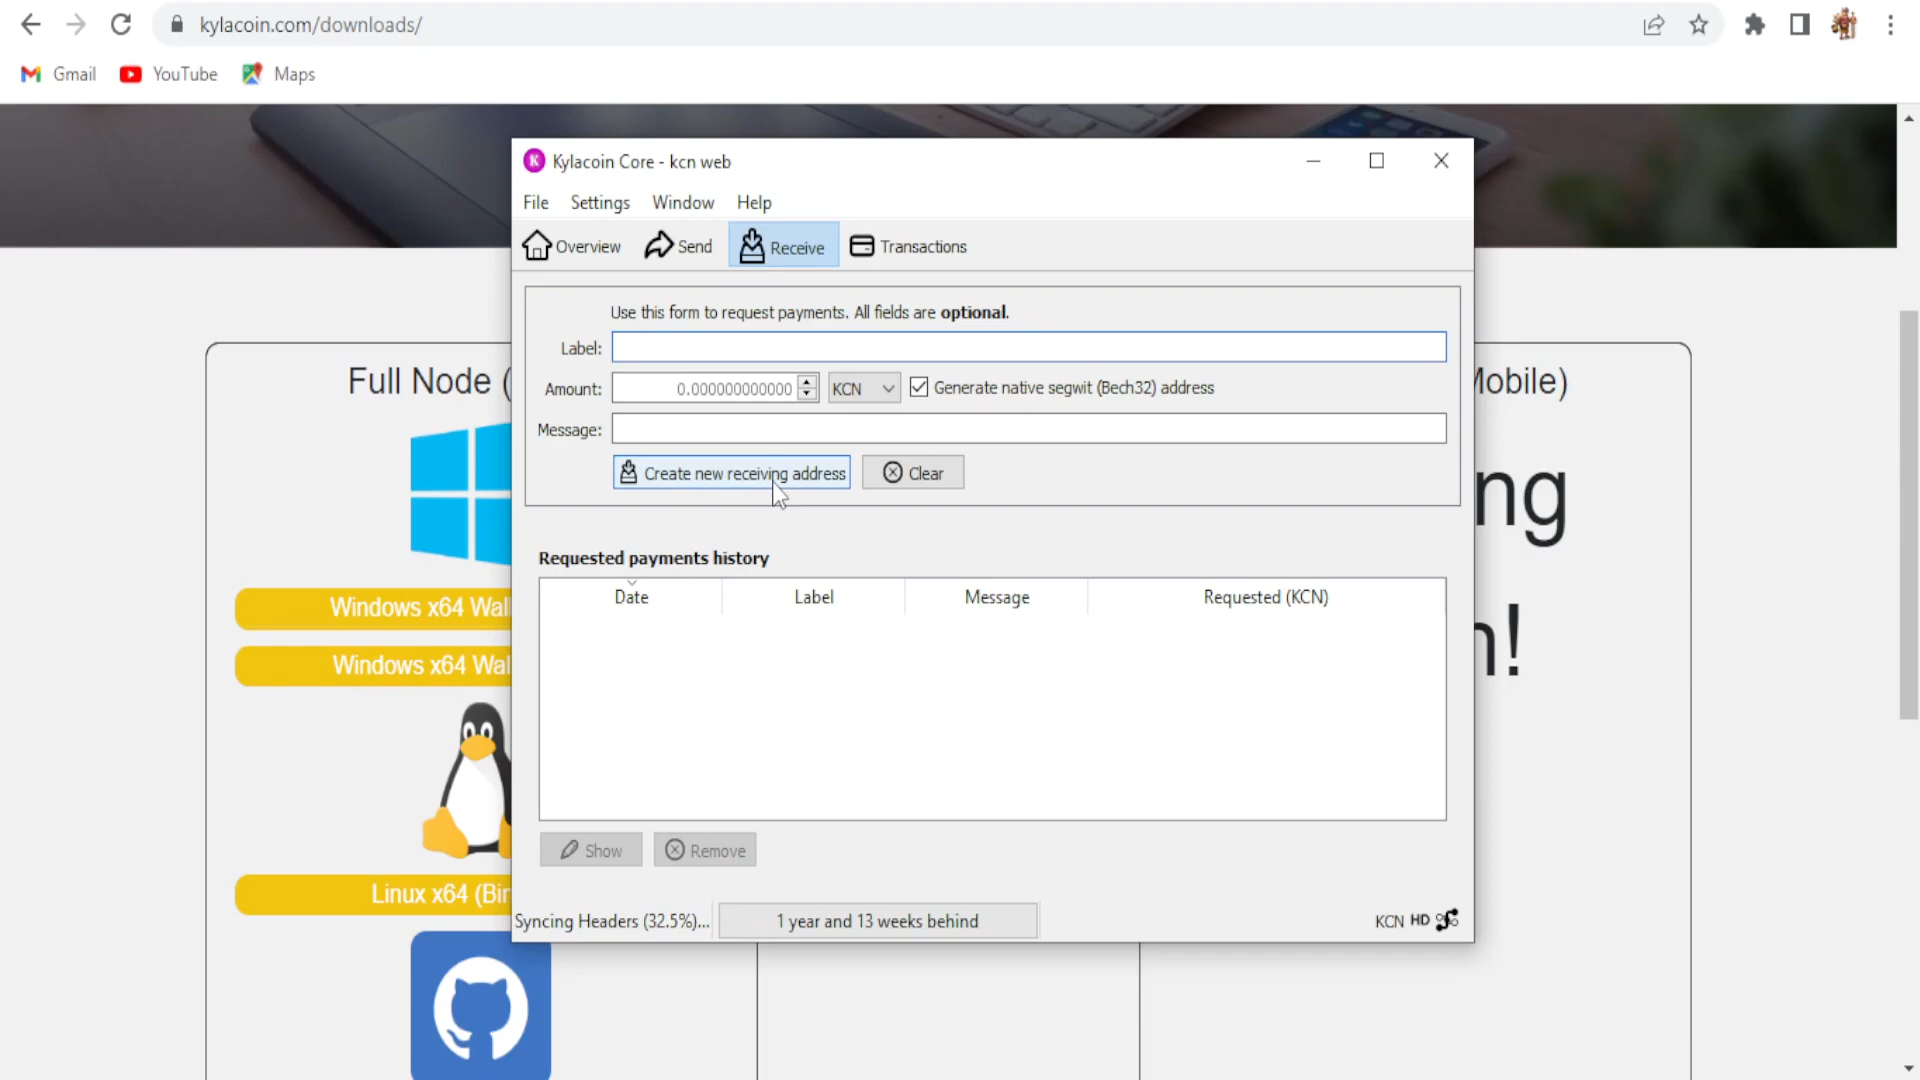 kylacoin.com/downloads/
Gmail YouTube Maps
K Kylacoin Core - kcn web
File Settings Window Help
Overview Send Receive Transactions
Use this form to request payments. All fields are optional.
Label:
Amount: 0.000000000000 KCN Generate native segwit (Bech32) address
Message:
Create new receiving address Clear
Requested payments history
Date Label Message Requested (KCN)
Show Remove
Syncing Headers (32.5%)... 1 year and 13 weeks behind KCN HD
Full Node (
Windows x64 Wal
Windows x64 Wal
Linux x64 (Bin
Mobile)
ng
n!